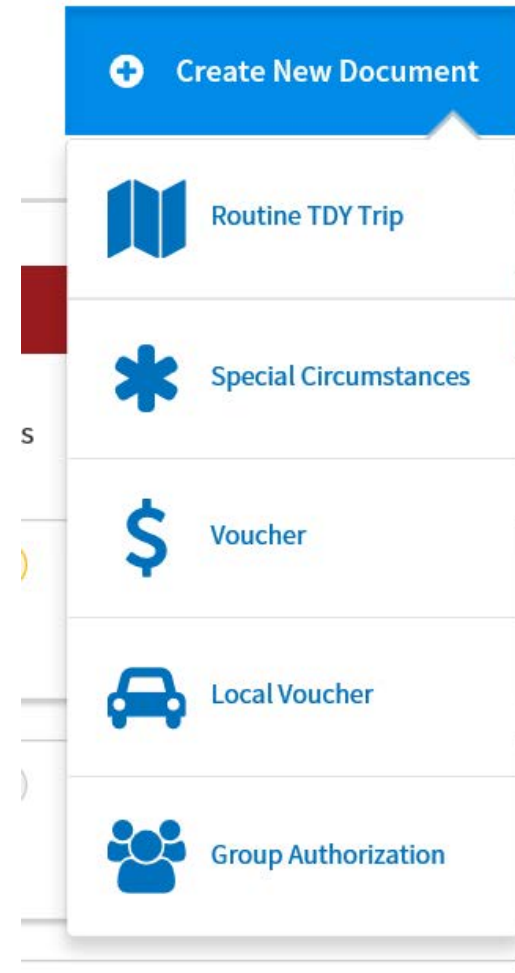 Create New Document
Routine TDY Trip
Special Circumstances
s
Voucher
Local Voucher
Group Authorization